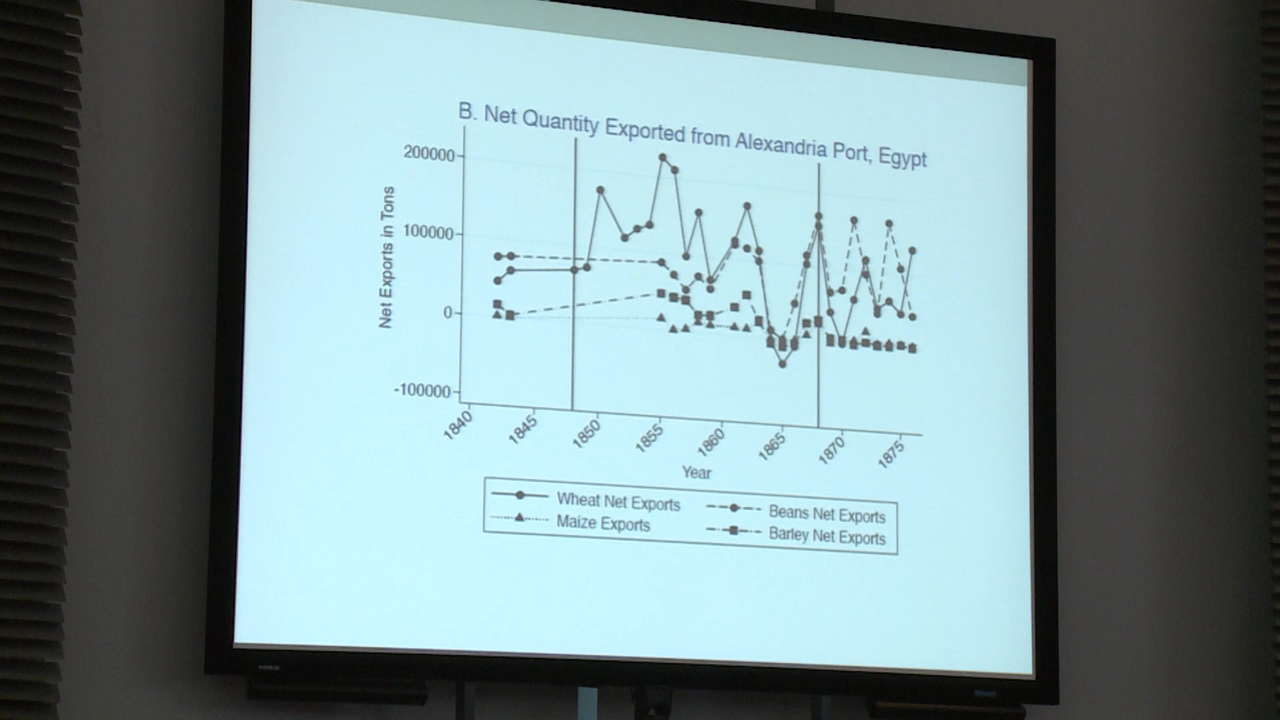 B. Net Quantity Exported from Alexandria Port, Egypt
200000
100000
0
-100000
Net Exports in Tons
1840
1845
1850
1855
1860
1865
1870
1875
Year
Wheat Net Exports
Beans Net Exports
Maize Exports
Barley Net Exports